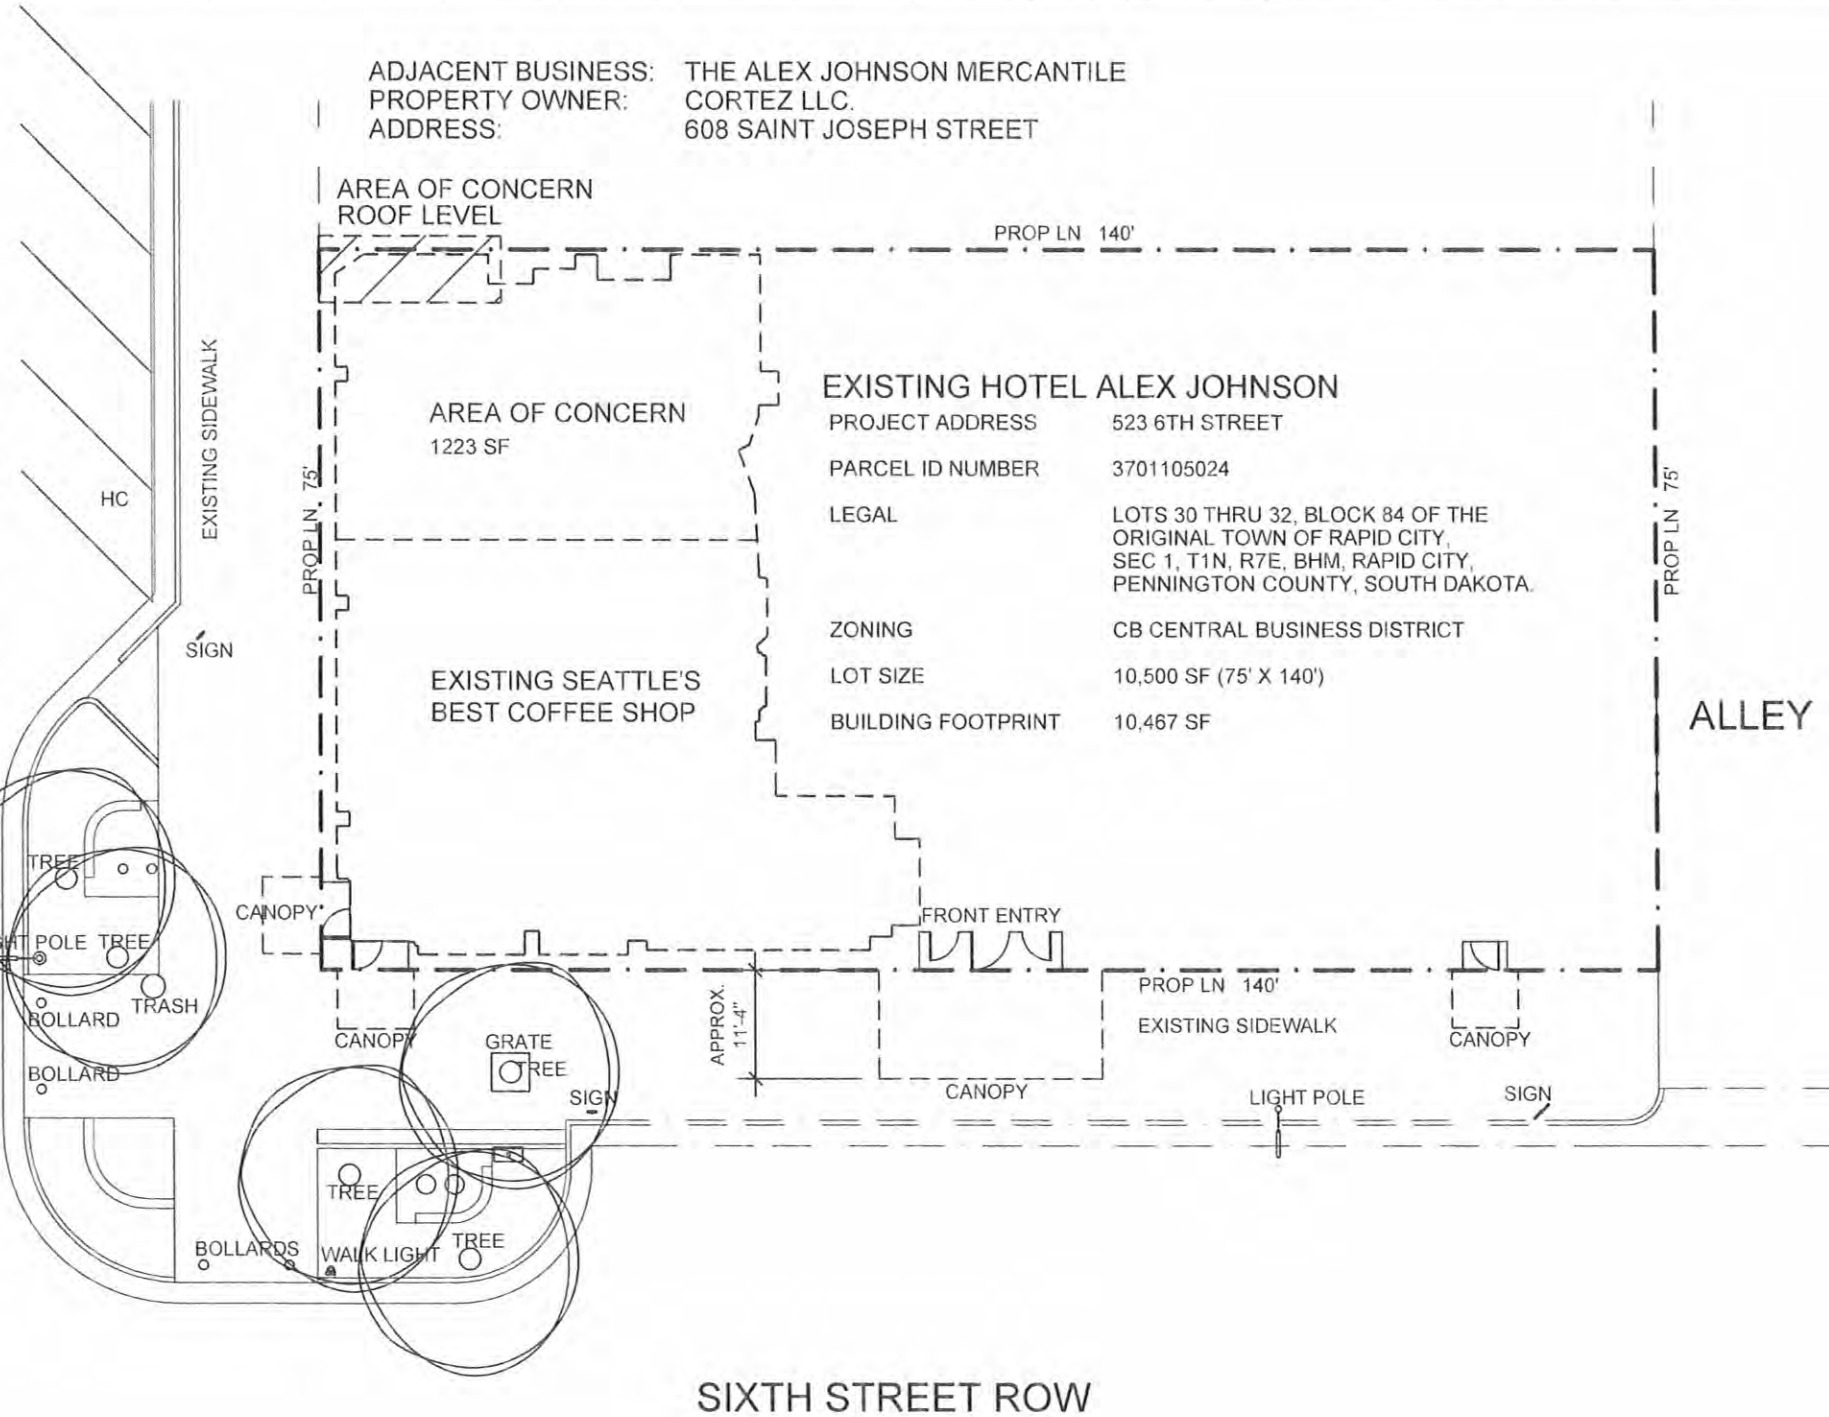 ADJACENT BUSINESS: THE ALEX JOHNSON MERCANTILE
PROPERTY OWNER: CORTEZ LLC.
ADDRESS: 608 SAINT JOSEPH STREET
AREA OF CONCERN
ROOF LEVEL
PROP LN 140'
EXISTING SIDEWALK
HC
PROP LN 75'
AREA OF CONCERN
1223 SF
EXISTING HOTEL ALEX JOHNSON
PROJECT ADDRESS 523 6TH STREET
PARCEL ID NUMBER 3701105024
LEGAL LOTS 30 THRU 32, BLOCK 84 OF THE
ORIGINAL TOWN OF RAPID CITY,
SEC 1, T1N, R7E, BHM, RAPID CITY,
PENNINGTON COUNTY, SOUTH DAKOTA.
ZONING CB CENTRAL BUSINESS DISTRICT
LOT SIZE 10,500 SF (75' X 140')
BUILDING FOOTPRINT 10,467 SF
PROP LN 75'
ALLEY
SIGN
EXISTING SEATTLE'S
BEST COFFEE SHOP
TREE
CANOPY
FRONT ENTRY
POLE TREE
TRASH
BOLLARD
BOLLARD
CANOPY
GRATE
TREE
SIGN
APPROX.
11'-4"
CANOPY
PROP LN 140'
EXISTING SIDEWALK
CANOPY
LIGHT POLE
SIGN
TREE
BOLLARDS
WALK LIGHT
TREE
SIXTH STREET ROW